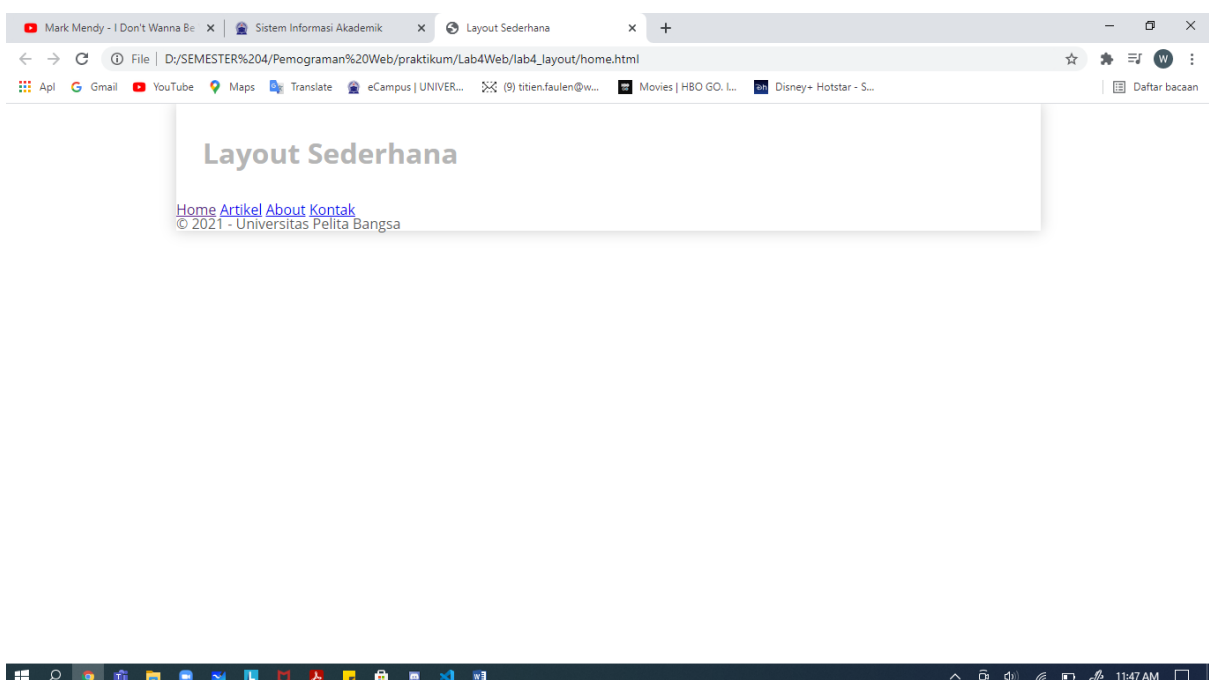 Mark Mendy - I Don't Wanna Be
Sistem Informasi Akademik
Layout Sederhana
File | D:/SEMESTER%204/Pemograman%20Web/praktikum/Lab4Web/lab4_layout/home.html
W
Apl Gmail YouTube Maps Translate eCampus | UNIVER... (9) titien.faulen@w... Movies | HBO GO. I... Disney+ Hotstar - S... Daftar bacaan
Layout Sederhana
Home Artikel About Kontak
© 2021 - Universitas Pelita Bangsa
11:47 AM